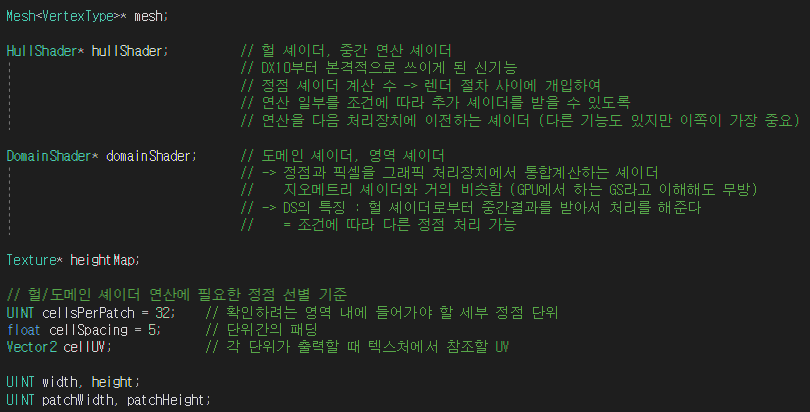 Mesh<VertexType>* mesh;
HullShader* hullShader; // 헐 셰이더, 중간 연산 셰이더
// DX10부터 본격적으로 쓰이게 된 신기능
// 정점 셰이더 계산 수 -> 렌더 절차 사이에 개입하여
// 연산 일부를 조건에 따라 추가 셰이더를 받을 수 있도록
// 연산을 다음 처리장치에 이전하는 셰이더 (다른 기능도 있지만 이쪽이 가장 중요)
DomainShader* domainShader; // 도메인 셰이더, 영역 셰이더
// -> 정점과 픽셀을 그래픽 처리장치에서 통합계산하는 셰이더
// 지오메트리 셰이더와 거의 비슷함 (GPU에서 하는 GS라고 이해해도 무방)
// -> DS의 특징 : 헐 셰이더로부터 중간결과를 받아서 처리를 해준다
// = 조건에 따라 다른 정점 처리 가능
Texture* heightMap;
// 헐/도메인 셰이더 연산에 필요한 정점 선별 기준
UINT cellsPerPatch = 32; // 확인하려는 영역 내에 들어가야 할 세부 정점 단위
float cellSpacing = 5; // 단위간의 패딩
Vector2 cellUV; // 각 단위가 출력할 때 텍스처에서 참조할 UV
UINT width, height;
UINT patchWidth, patchHeight;